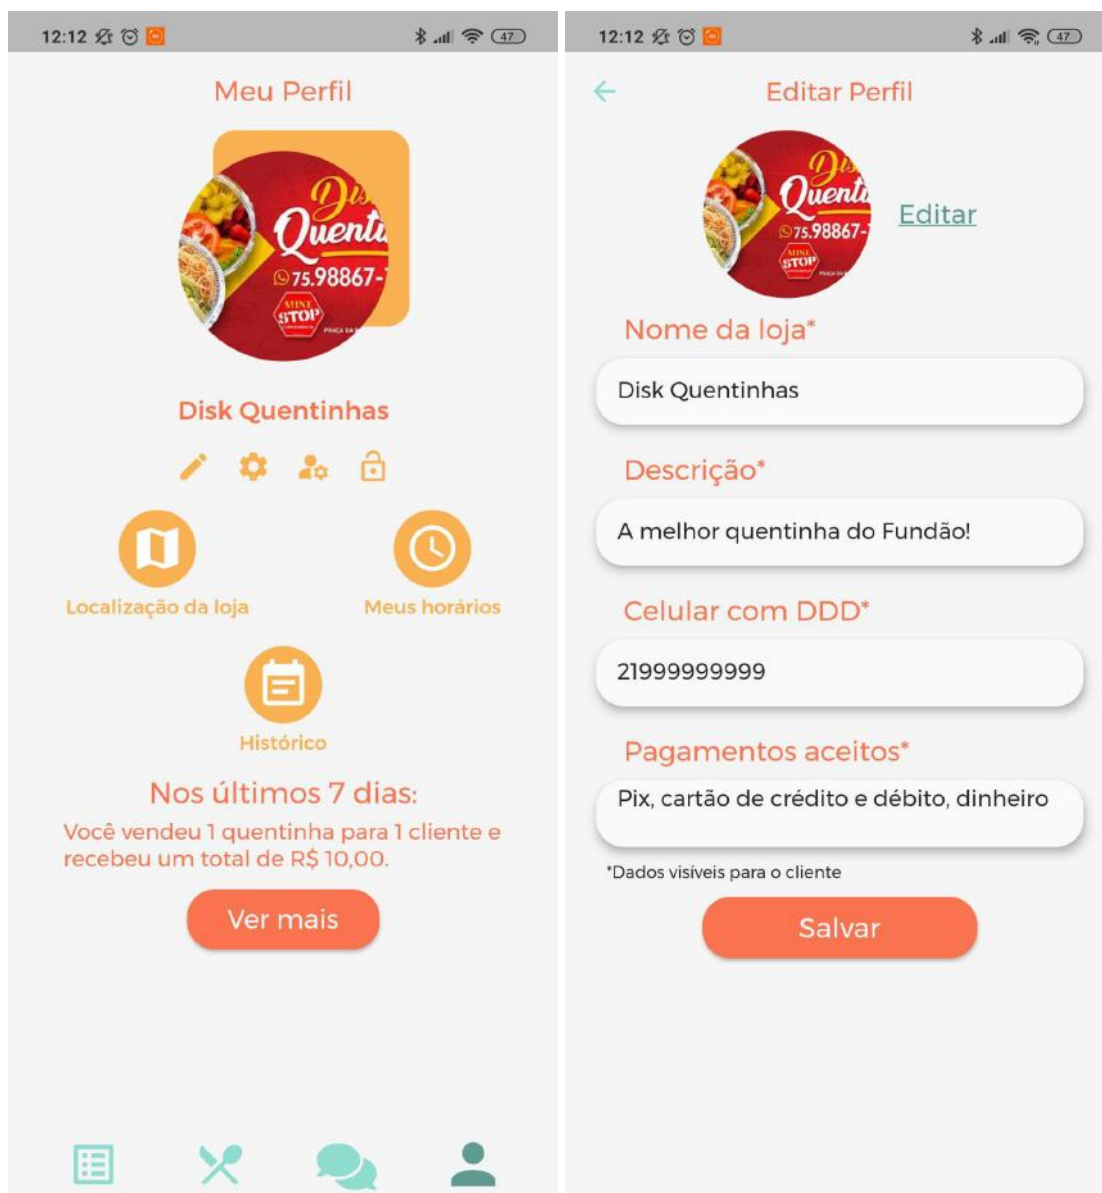 12:12
47
Meu Perfil
Quenti
75.98867-
MINI
STOP
Disk Quentinhas
Localização da loja
Meus horários
Histórico
Nos últimos 7 dias:
Você vendeu 1 quentinha para 1 cliente e
recebeu um total de R$ 10,00.
Ver mais
12:12
47
Editar Perfil
Quenti
75.98867-
MINI
STOP
Editar
Nome da loja*
Disk Quentinhas
Descrição*
A melhor quentinha do Fundão!
Celular com DDD*
21999999999
Pagamentos aceitos*
Pix, cartão de crédito e débito, dinheiro
*Dados visíveis para o cliente
Salvar